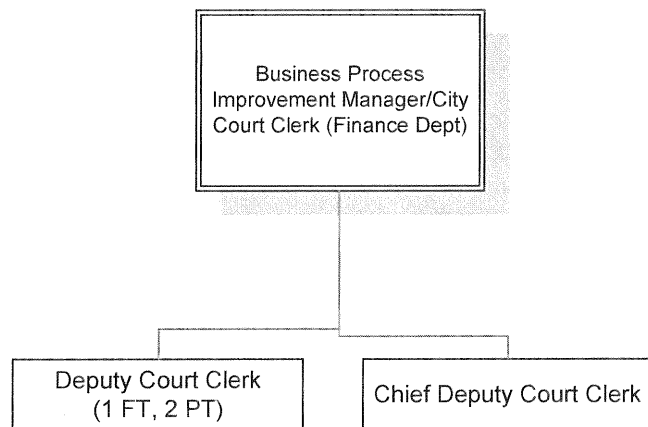 Business Process
Improvement Manager/City
Court Clerk (Finance Dept)
Deputy Court Clerk
(1 FT, 2 PT)
Chief Deputy Court Clerk